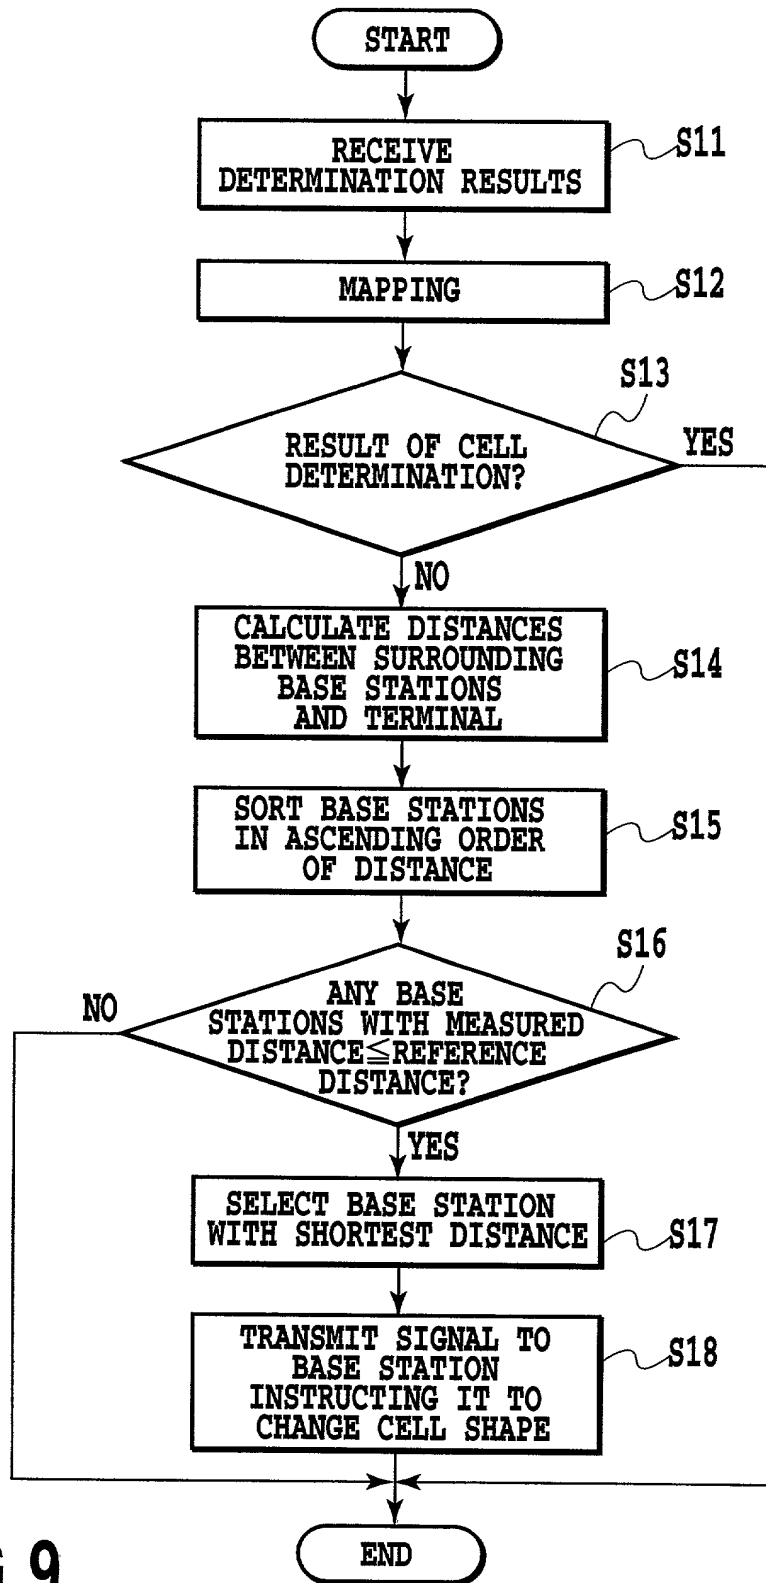 START
RECEIVE
DETERMINATION RESULTS
S11
MAPPING
S12
S13
RESULT OF CELL
DETERMINATION?
YES
NO
CALCULATE DISTANCES
BETWEEN SURROUNDING
BASE STATIONS
AND TERMINAL
S14
SORT BASE STATIONS
IN ASCENDING ORDER
OF DISTANCE
S15
S16
NO
ANY BASE
STATIONS WITH MEASURED
DISTANCE≦REFERENCE
DISTANCE?
YES
SELECT BASE STATION
WITH SHORTEST DISTANCE
S17
TRANSMIT SIGNAL TO
BASE STATION
INSTRUCTING IT TO
CHANGE CELL SHAPE
S18
END
9